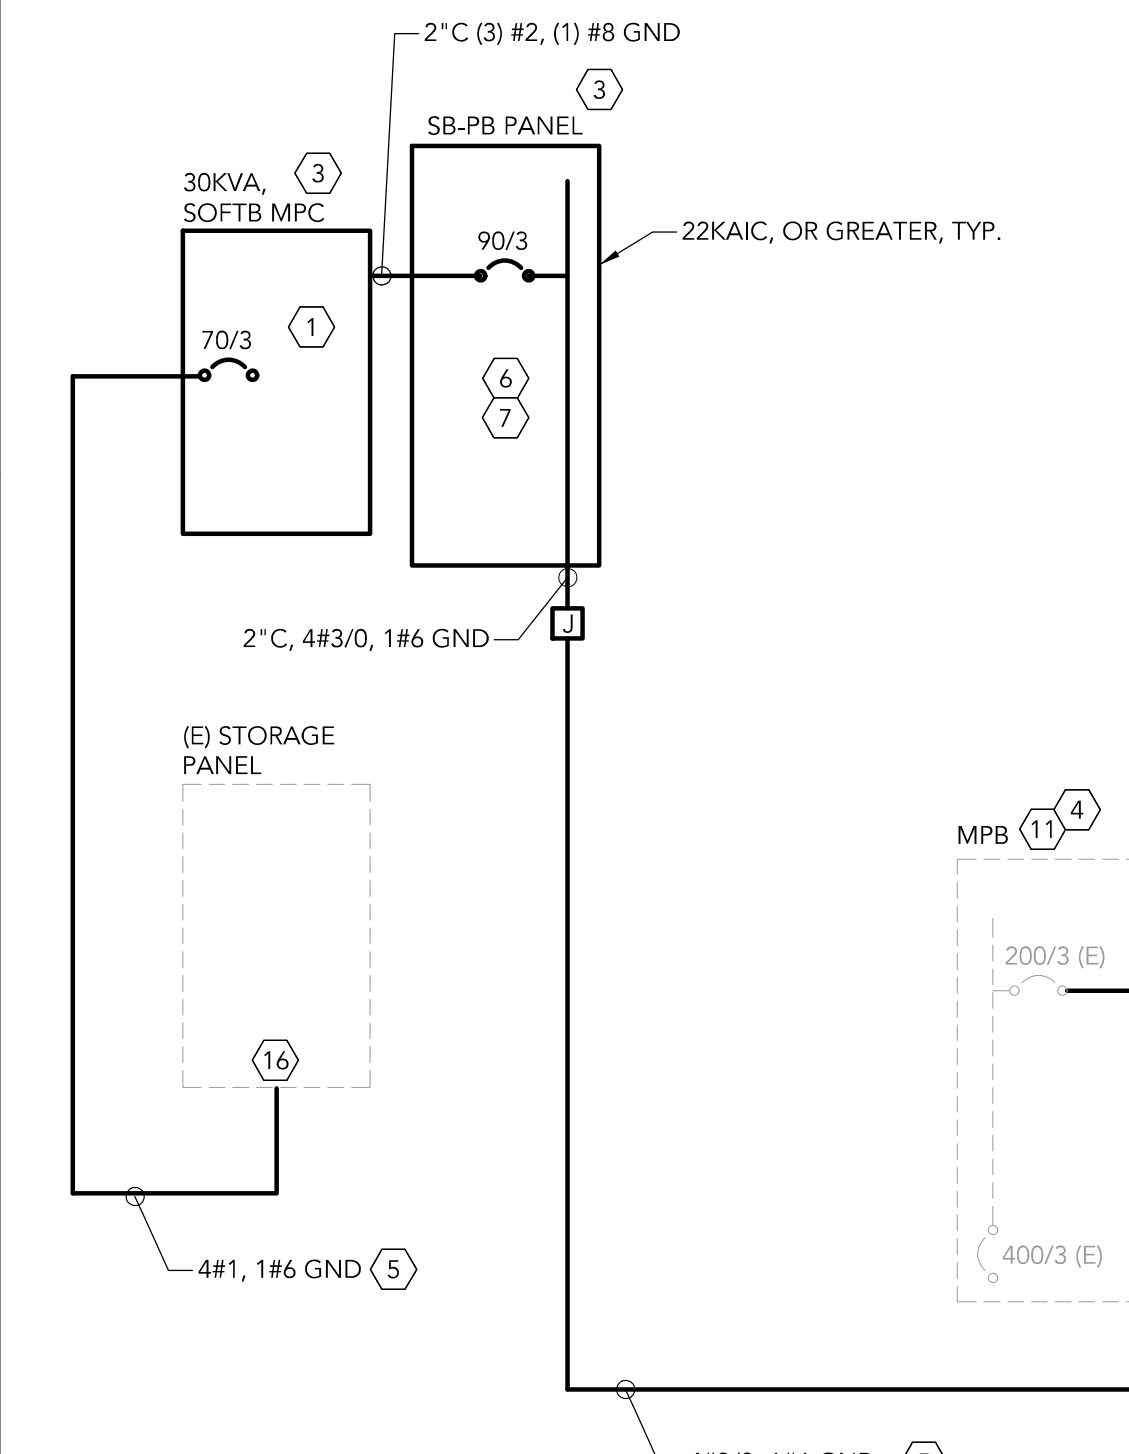 2"C (3) #2, (1) #8 GND
3
SB-PB PANEL
3
30KVA,
SOFTB MPC
22KAIC, OR GREATER, TYP.
90/3
1
70/3
6
7
J
2"C, 4#3/0, 1#6 GND
(E) STORAGE
PANEL
4
MPB
11
200/3 (E)
16
400/3 (E)
4#1, 1#6 GND
5